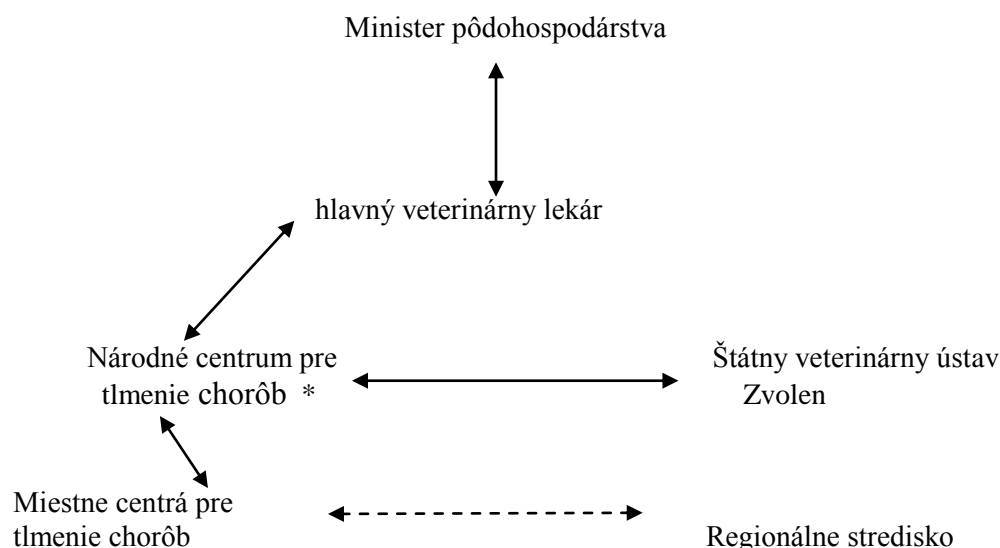 Minister pôdohospodárstva
hlavný veterinárny lekár
Národné centrum pre
tlmenie chorôb *
Štátny veterinárny ústav
Zvolen
Miestne centrá pre
tlmenie chorôb
Regionálne stredisko